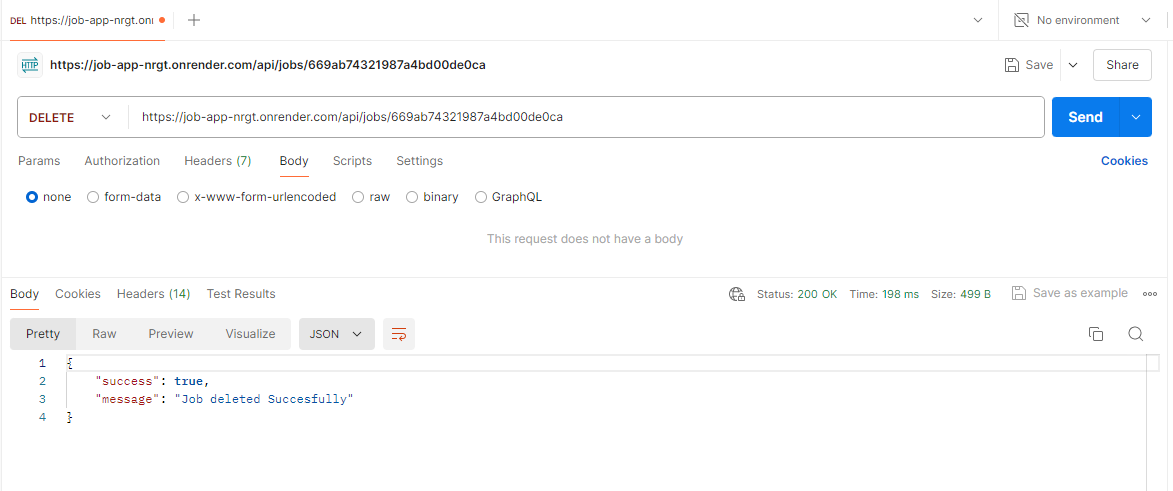 DEL https://job-app-nrgt.onr
No environment
HTTP https://job-app-nrgt.onrender.com/api/jobs/669ab74321987a4bd00de0ca
Save
Share
DELETE https://job-app-nrgt.onrender.com/api/jobs/669ab74321987a4bd00de0ca
Send
Params Authorization Headers (7) Body Scripts Settings Cookies
none form-data x-www-form-urlencoded raw binary GraphQL
This request does not have a body
Body Cookies Headers (14) Test Results Status: 200 OK Time: 198 ms Size: 499 B Save as example
Pretty Raw Preview Visualize JSON
1 {
2 "success": true,
3 "message": "Job deleted Succesfully"
4 }